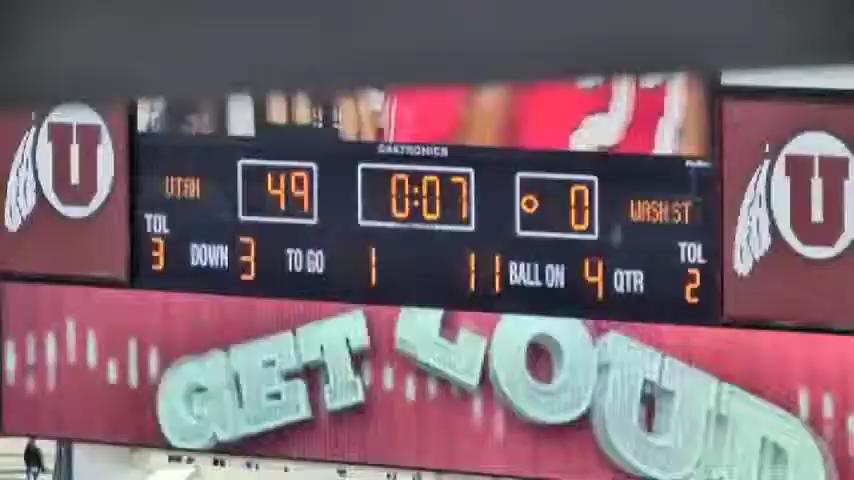 DAKTRONICS
UTAH 49 0:07 0 WASH ST
TOL TOL
3 DOWN 3 TO GO 1 11 BALL ON 4 QTR 2
U U
GET LOUD